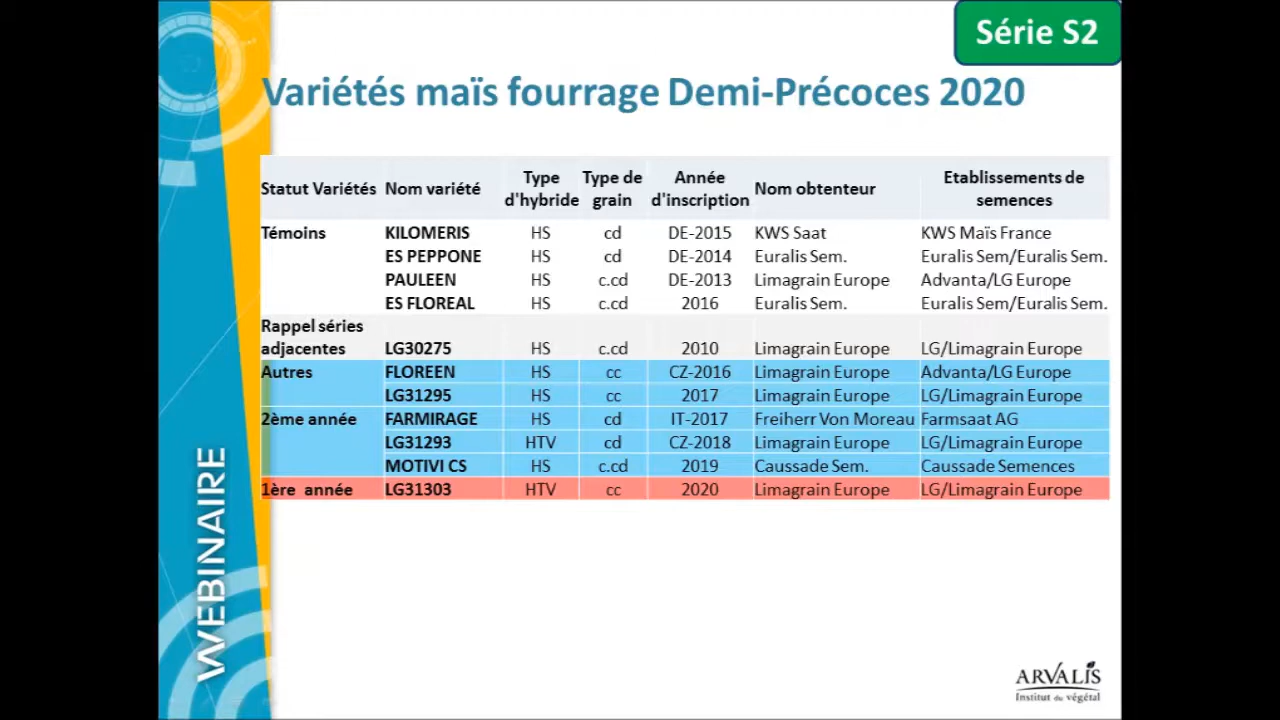 Série S2
Variétés maïs fourrage Demi-Précoces 2020
Statut Variétés Nom variété Type d'hybride Type de grain Année d'inscription Nom obtenteur Etablissements de semences
Témoins KILOMERIS HS cd DE-2015 KWS Saat KWS Maïs France
ES PEPPONE HS cd DE-2014 Euralis Sem. Euralis Sem/Euralis Sem.
PAULEEN HS c.cd DE-2013 Limagrain Europe Advanta/LG Europe
ES FLOREAL HS c.cd 2016 Euralis Sem. Euralis Sem/Euralis Sem.
Rappel séries
adjacentes LG30275 HS c.cd 2010 Limagrain Europe LG/Limagrain Europe
Autres FLOREEN HS cc CZ-2016 Limagrain Europe Advanta/LG Europe
LG31295 HS cc 2017 Limagrain Europe LG/Limagrain Europe
2ème année FARMIRAGE HS cd IT-2017 Freiherr Von Moreau Farmsaat AG
LG31293 HTV cd CZ-2018 Limagrain Europe LG/Limagrain Europe
MOTIVI CS HS c.cd 2019 Caussade Sem. Caussade Semences
1ère année LG31303 HTV cc 2020 Limagrain Europe LG/Limagrain Europe
WEBINAIRE
ARVALIS
Institut du végétal